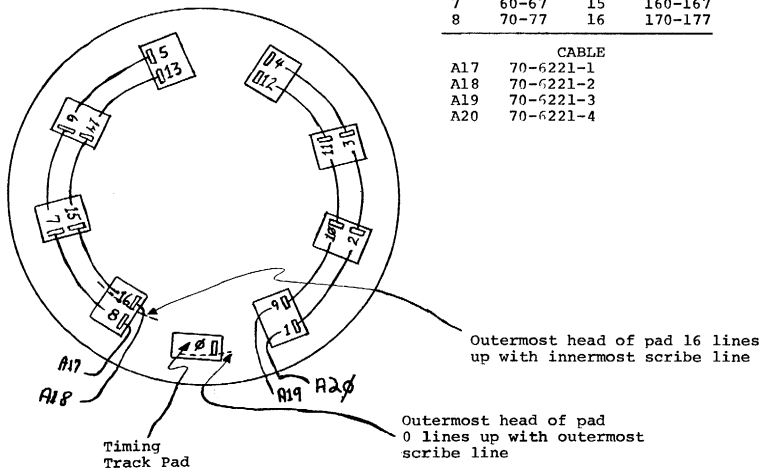 7 60-67 15 160-167
8 70-77 16 170-177
CABLE
A17 70-6221-1
A18 70-6221-2
A19 70-6221-3
A20 70-6221-4
5
13
4
12
6
14
3
11
7
15
10
2
16
8
9
1
Ø
A17
A18
A19
A2Ø
Outermost head of pad 16 lines
up with innermost scribe line
Outermost head of pad
0 lines up with outermost
scribe line
Timing
Track Pad